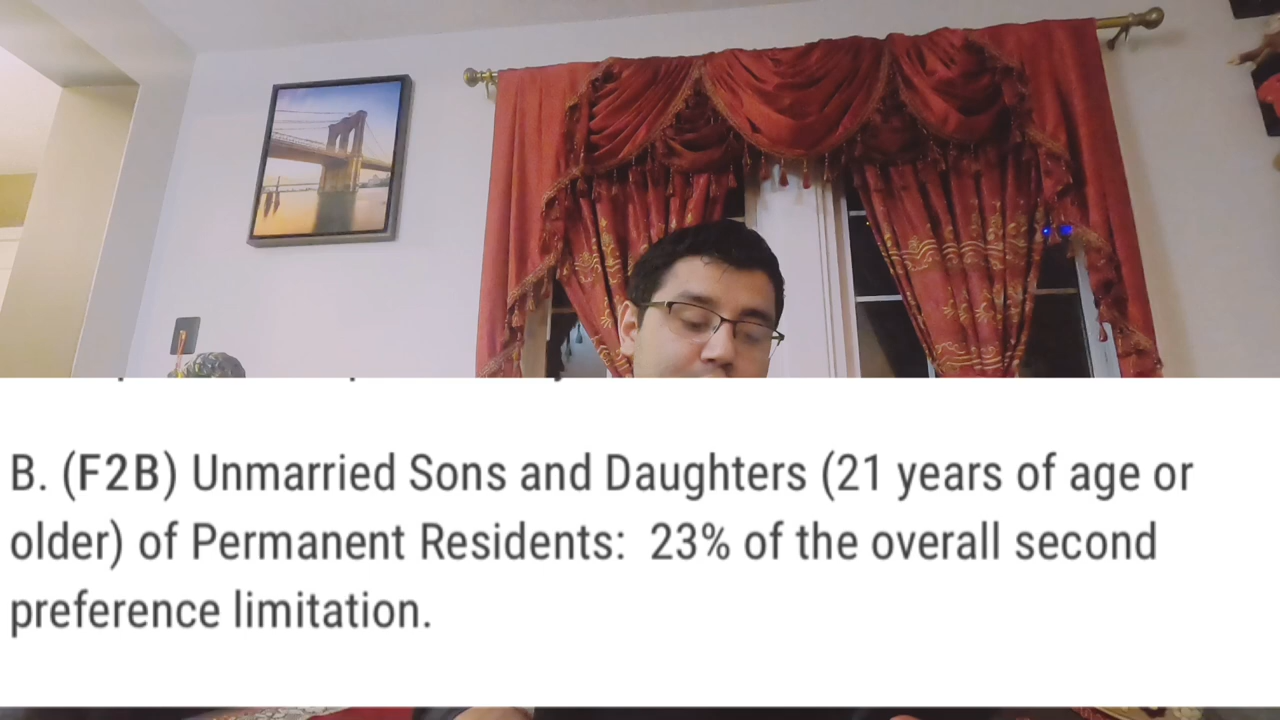 B. (F2B) Unmarried Sons and Daughters (21 years of age or
older) of Permanent Residents:  23% of the overall second
preference limitation.